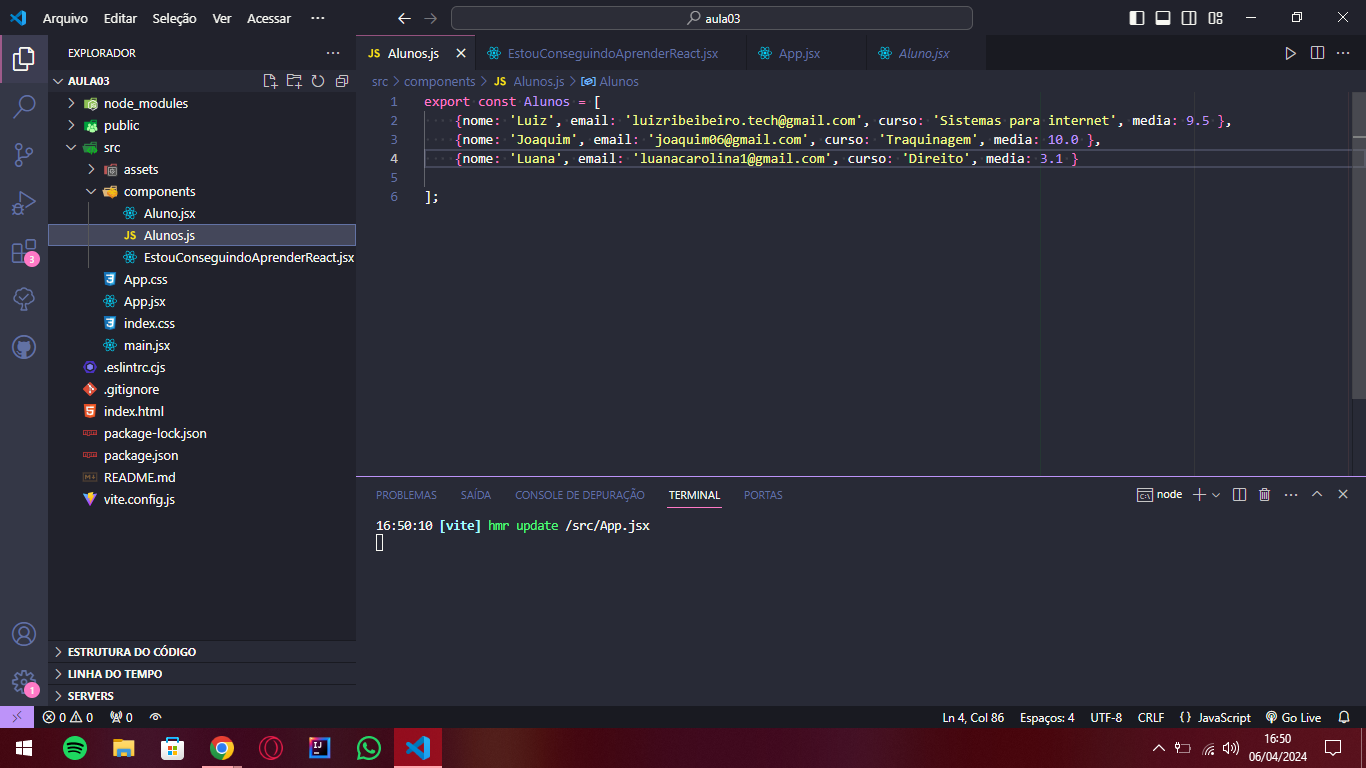 Arquivo Editar Seleção Ver Acessar ···
aula03
EXPLORADOR
AULA03
node_modules
public
src
assets
components
Aluno.jsx
JS Alunos.js
EstouConseguindoAprenderReact.jsx
App.css
App.jsx
index.css
main.jsx
.eslintrc.cjs
.gitignore
index.html
package-lock.json
package.json
README.md
vite.config.js
ESTRUTURA DO CÓDIGO
LINHA DO TEMPO
SERVERS
3
1
JS Alunos.js EstouConseguindoAprenderReact.jsx App.jsx Aluno.jsx
src > components > JS Alunos.js > Alunos
1 export const Alunos = [
2 {nome: 'Luiz', email: 'luizribeibeiro.tech@gmail.com', curso: 'Sistemas para internet', media: 9.5 },
3 {nome: 'Joaquim', email: 'joaquim06@gmail.com', curso: 'Traquinagem', media: 10.0 },
4 {nome: 'Luana', email: 'luanacarolina1@gmail.com', curso: 'Direito', media: 3.1 }
5
6 ];
PROBLEMAS SAÍDA CONSOLE DE DEPURAÇÃO TERMINAL PORTAS
node
16:50:10 [vite] hmr update /src/App.jsx
0 0 0
Ln 4, Col 86 Espaços: 4 UTF-8 CRLF { } JavaScript Go Live
16:50
06/04/2024